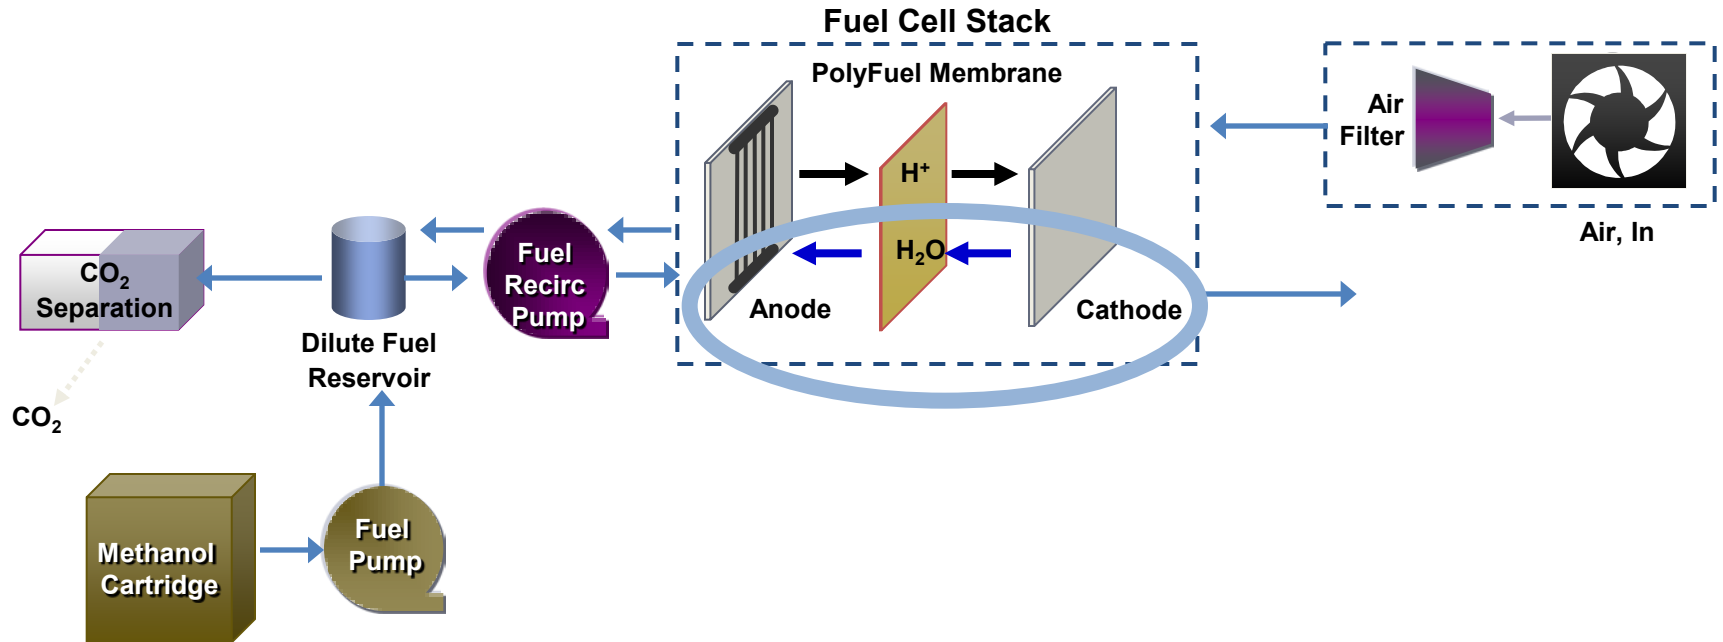 Fuel Cell Stack
PolyFuel Membrane
Air
Filter
Air, In
H⁺
H₂O
Anode
Cathode
Fuel
Recirc
Pump
CO₂
Separation
Dilute Fuel
Reservoir
CO₂
Methanol
Cartridge
Fuel
Pump